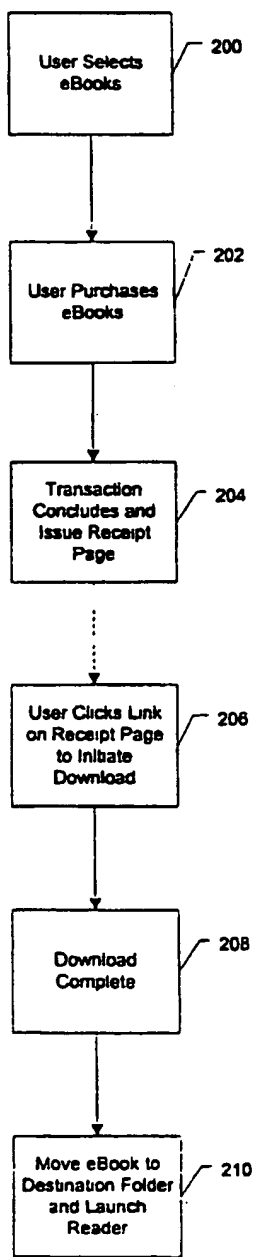 User Selects
eBooks
200
User Purchases
eBooks
202
Transaction
Concludes and
Issue Receipt
Page
204
User Clicks Link
on Receipt Page
to Initiate
Download
206
Download
Complete
208
Move eBook to
Destination Folder
and Launch
Reader
210